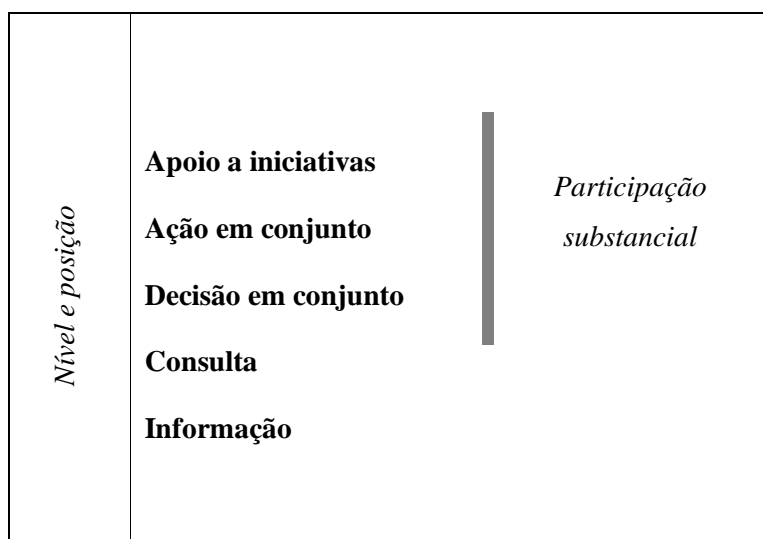 Nível e posição
Apoio a iniciativas
Ação em conjunto
Decisão em conjunto
Consulta
Informação
Participação
substancial